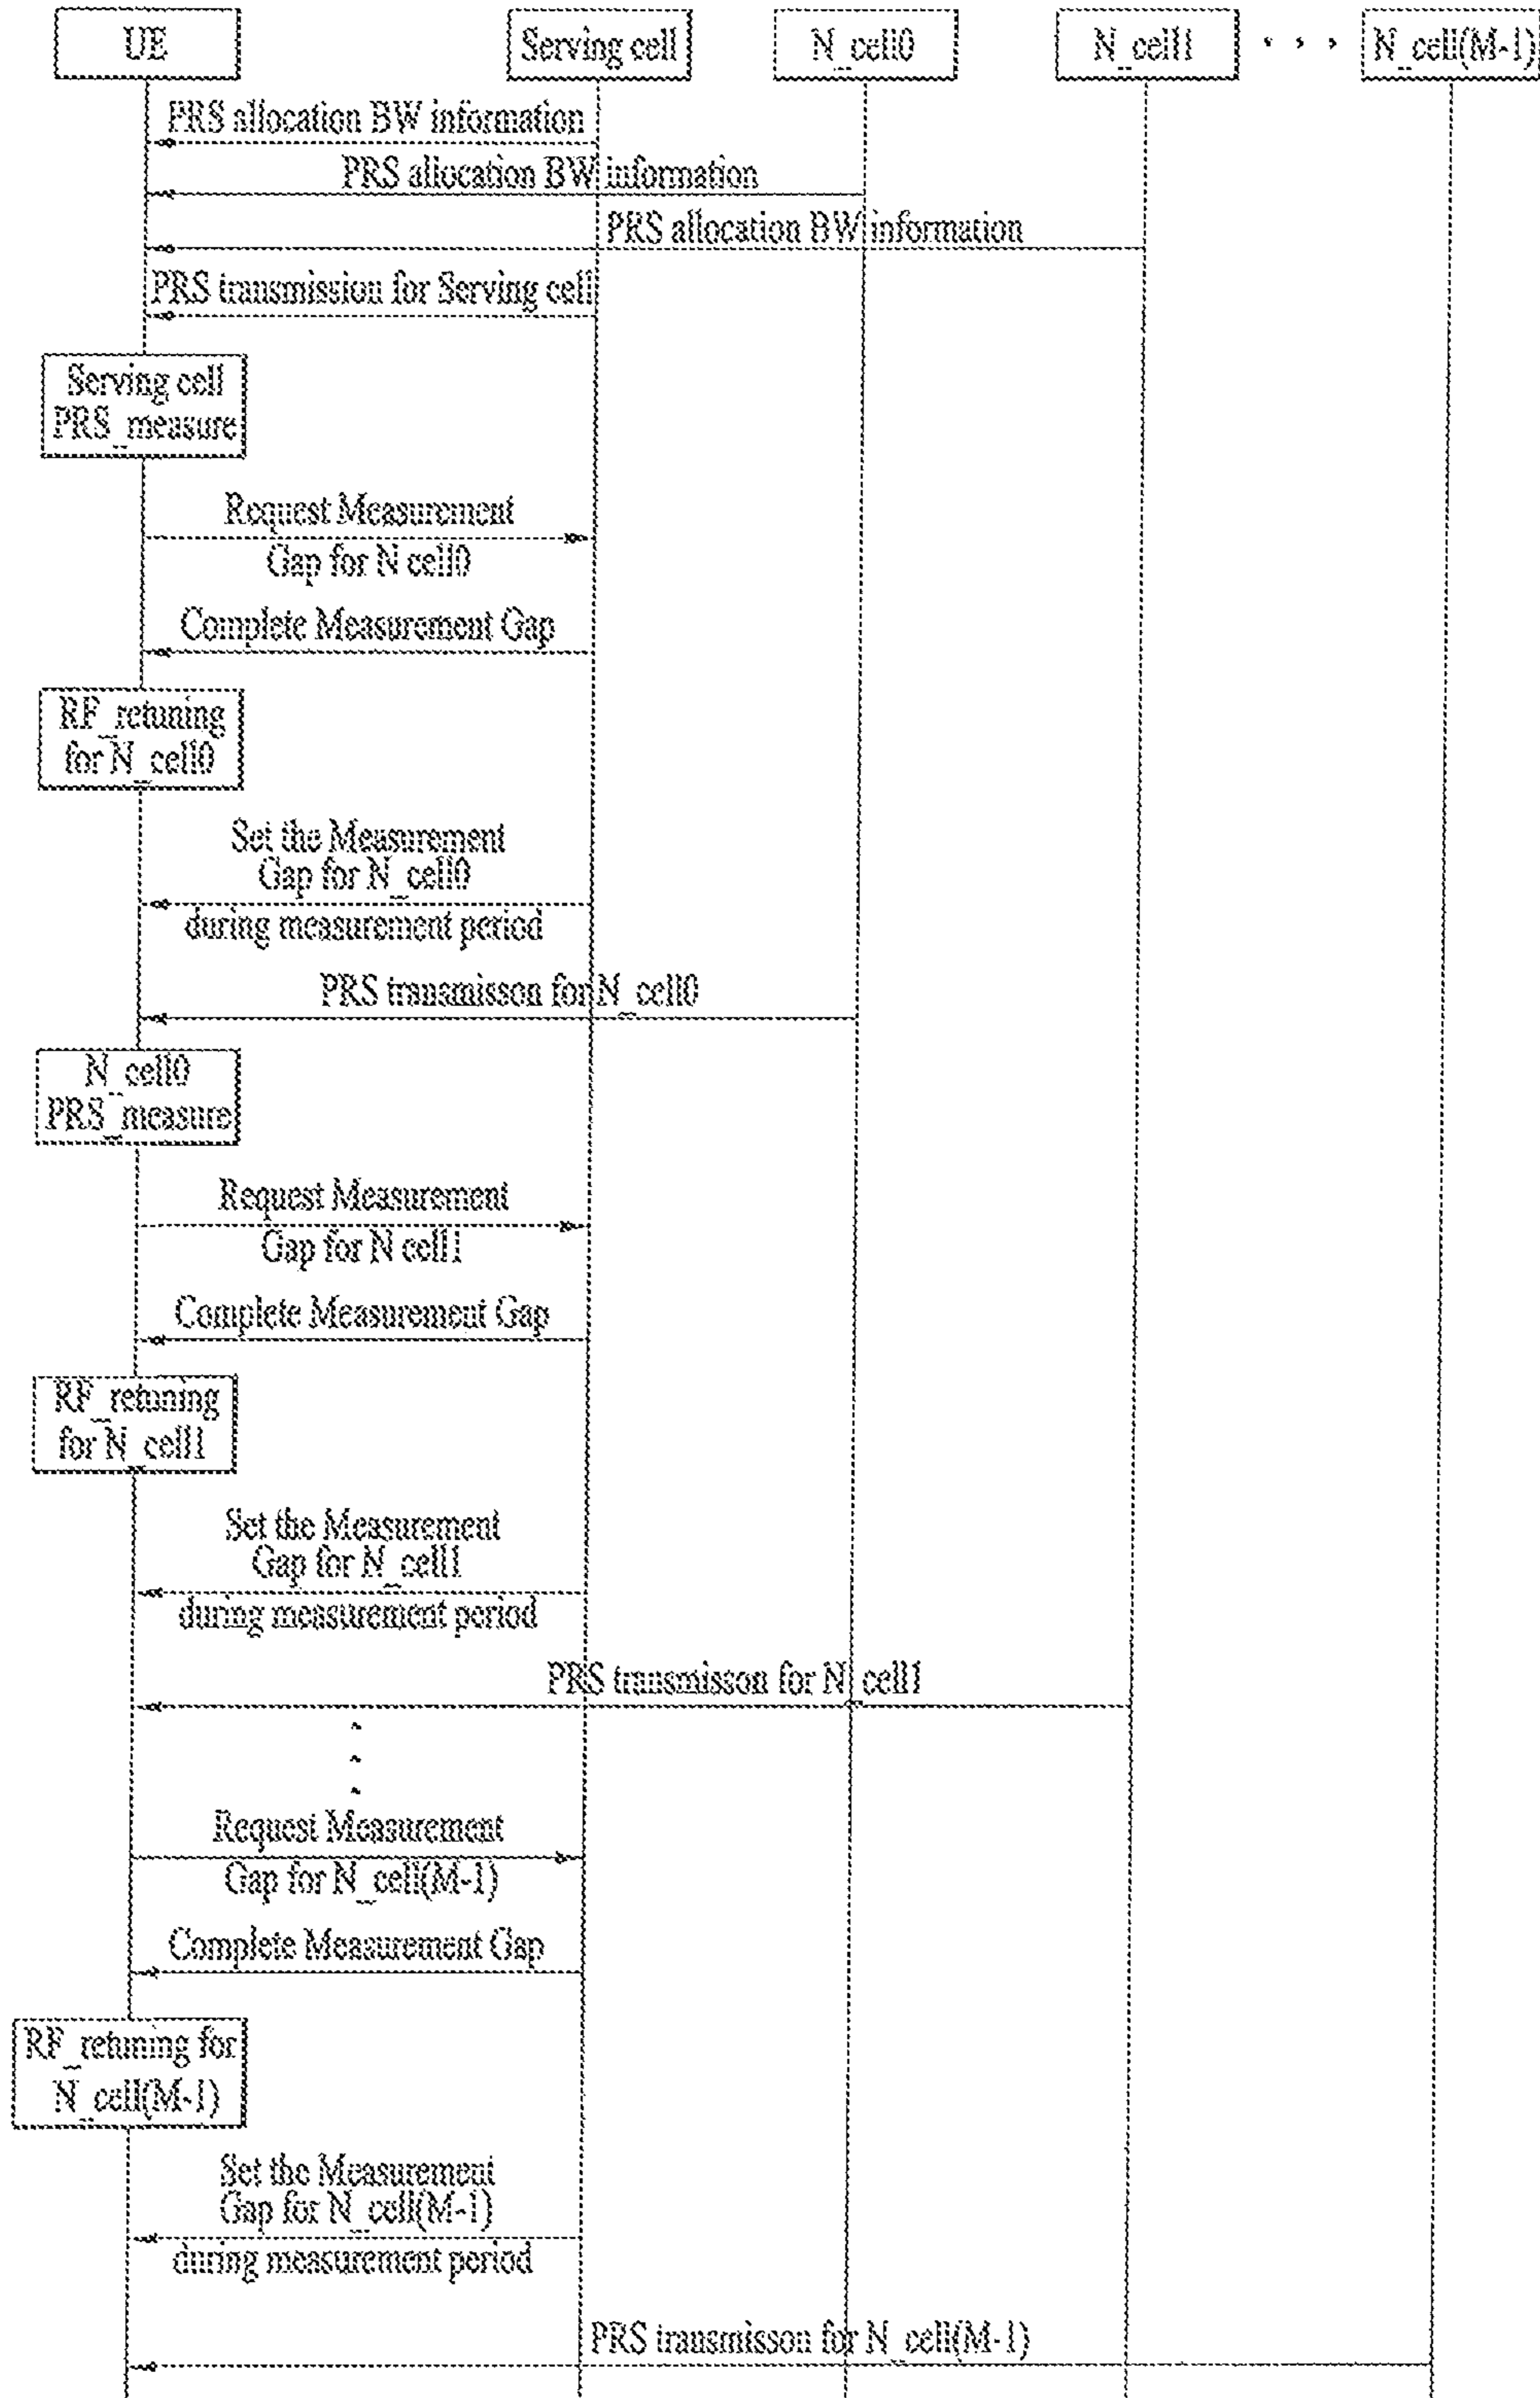 UE
Serving cell
N_cell0
N_cell1
N_cell(M-1)
PRS allocation BW information
PRS allocation BW information
PRS allocation BW information
PRS transmission for Serving cell
Serving cell
PRS_measure
Request Measurement
Gap for N cell0
Complete Measurement Gap
RF_retuning
for N_cell0
Set the Measurement
Gap for N_cell0
during measurement period
PRS transmisson for N_cell0
N_cell0
PRS_measure
Request Measurement
Gap for N cell1
Complete Measurement Gap
RF_retuning
for N_cell1
Set the Measurement
Gap for N_cell1
during measurement period
PRS transmisson for N_cell1
Request Measurement
Gap for N_cell(M-1)
Complete Measurement Gap
RF_retuning for
N_cell(M-1)
Set the Measurement
Gap for N_cell(M-1)
during measurement period
PRS transmisson for N_cell(M-1)